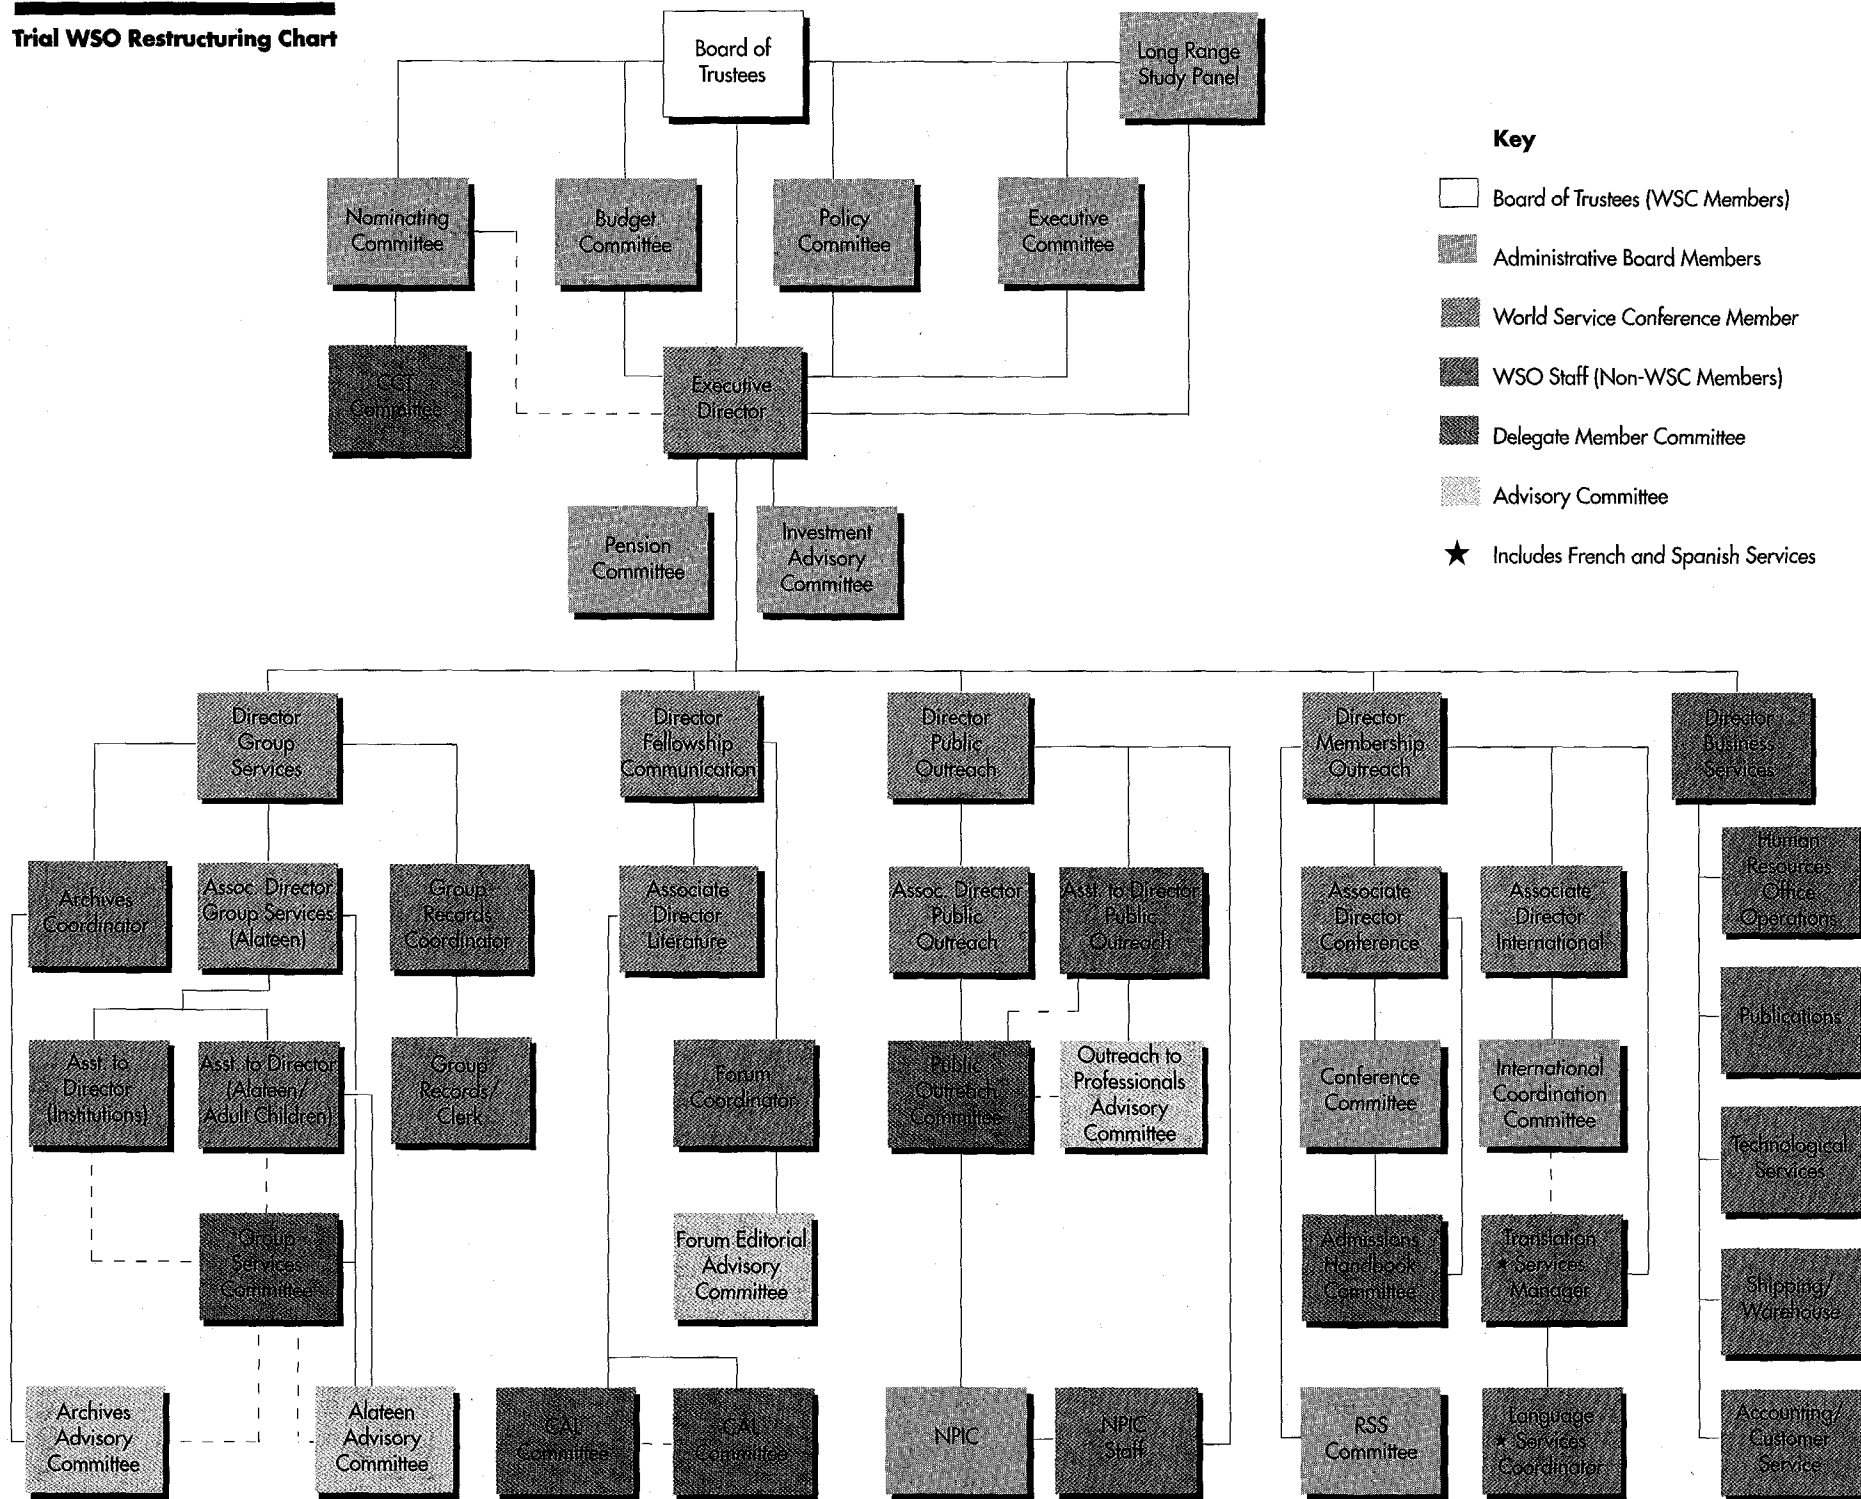 Trial WSO Restructuring Chart
Board of
Trustees
Long Range
Study Panel
Key
Board of Trustees (WSC Members)
Administrative Board Members
World Service Conference Member
WSO Staff (Non-WSC Members)
Delegate Member Committee
Advisory Committee
★ Includes French and Spanish Services
Nominating
Committee
Budget
Committee
Policy
Committee
Executive
Committee
CCT
Committee
Executive
Director
Pension
Committee
Investment
Advisory
Committee
Director
Group
Services
Director
Fellowship
Communication
Director
Public
Outreach
Director
Membership
Outreach
Director
Business
Services
Archives
Coordinator
Assoc. Director
Group Services
(Alateen)
Group
Records
Coordinator
Associate
Director
Literature
Assoc. Director
Public
Outreach
Asst. to Director
Public
Outreach
Associate
Director
Conference
Associate
Director
International
Human
Resources
Office
Operations
Publications
Asst. to
Director
(Institutions)
Asst. to Director
(Alateen/
Adult Children)
Group
Records/
Clerk
Forum
Coordinator
Public
Outreach
Committee
Outreach to
Professionals
Advisory
Committee
Conference
Committee
International
Coordination
Committee
Technological
Services
Group
Services
Committee
Forum Editorial
Advisory
Committee
Admissions
Handbook
Committee
Translation
★ Services
Manager
Shipping/
Warehouse
Archives
Advisory
Committee
Alateen
Advisory
Committee
CAL
Committee
CAL
Committee
NPIC
NPIC
Staff
RSS
Committee
Language
★ Services
Coordinator
Accounting/
Customer
Service